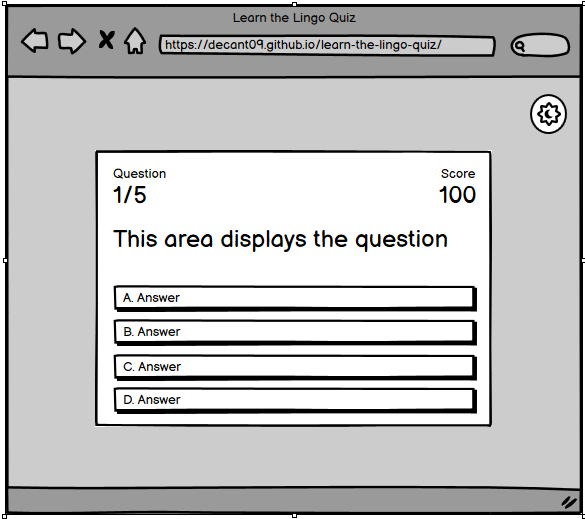 Learn the Lingo Quiz
https://decant09.github.io/learn-the-lingo-quiz/
Question Score
1/5 100
This area displays the question
A. Answer
B. Answer
C. Answer
D. Answer